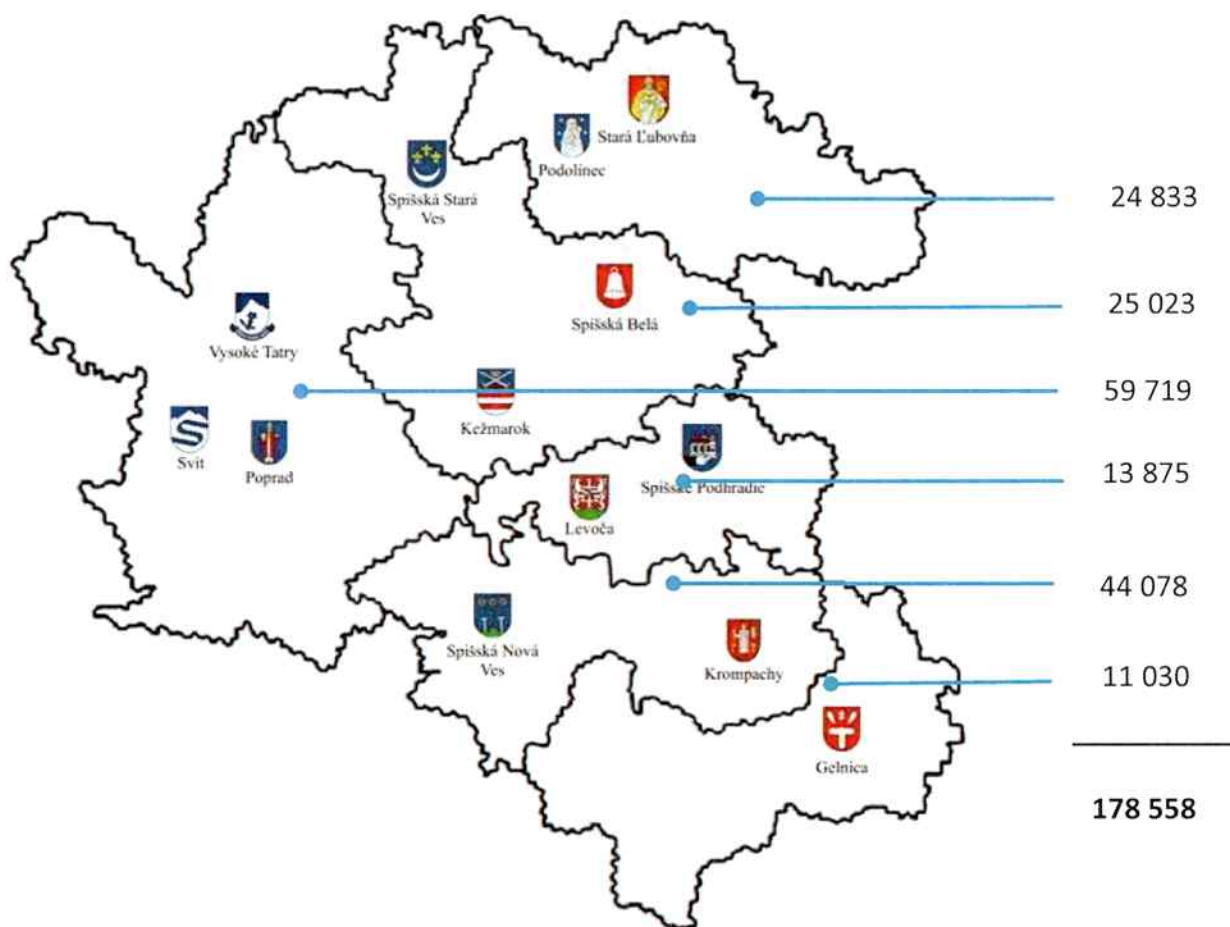 Stará Ľubovňa
Podolínec
Spišská Stará
Ves
24 833
Spišská Belá
25 023
Vysoké Tatry
59 719
Kežmarok
Svit
Poprad
13 875
Spišské Podhradie
Levoča
44 078
Spišská Nová
Ves
Krompachy
11 030
Gelnica
178 558